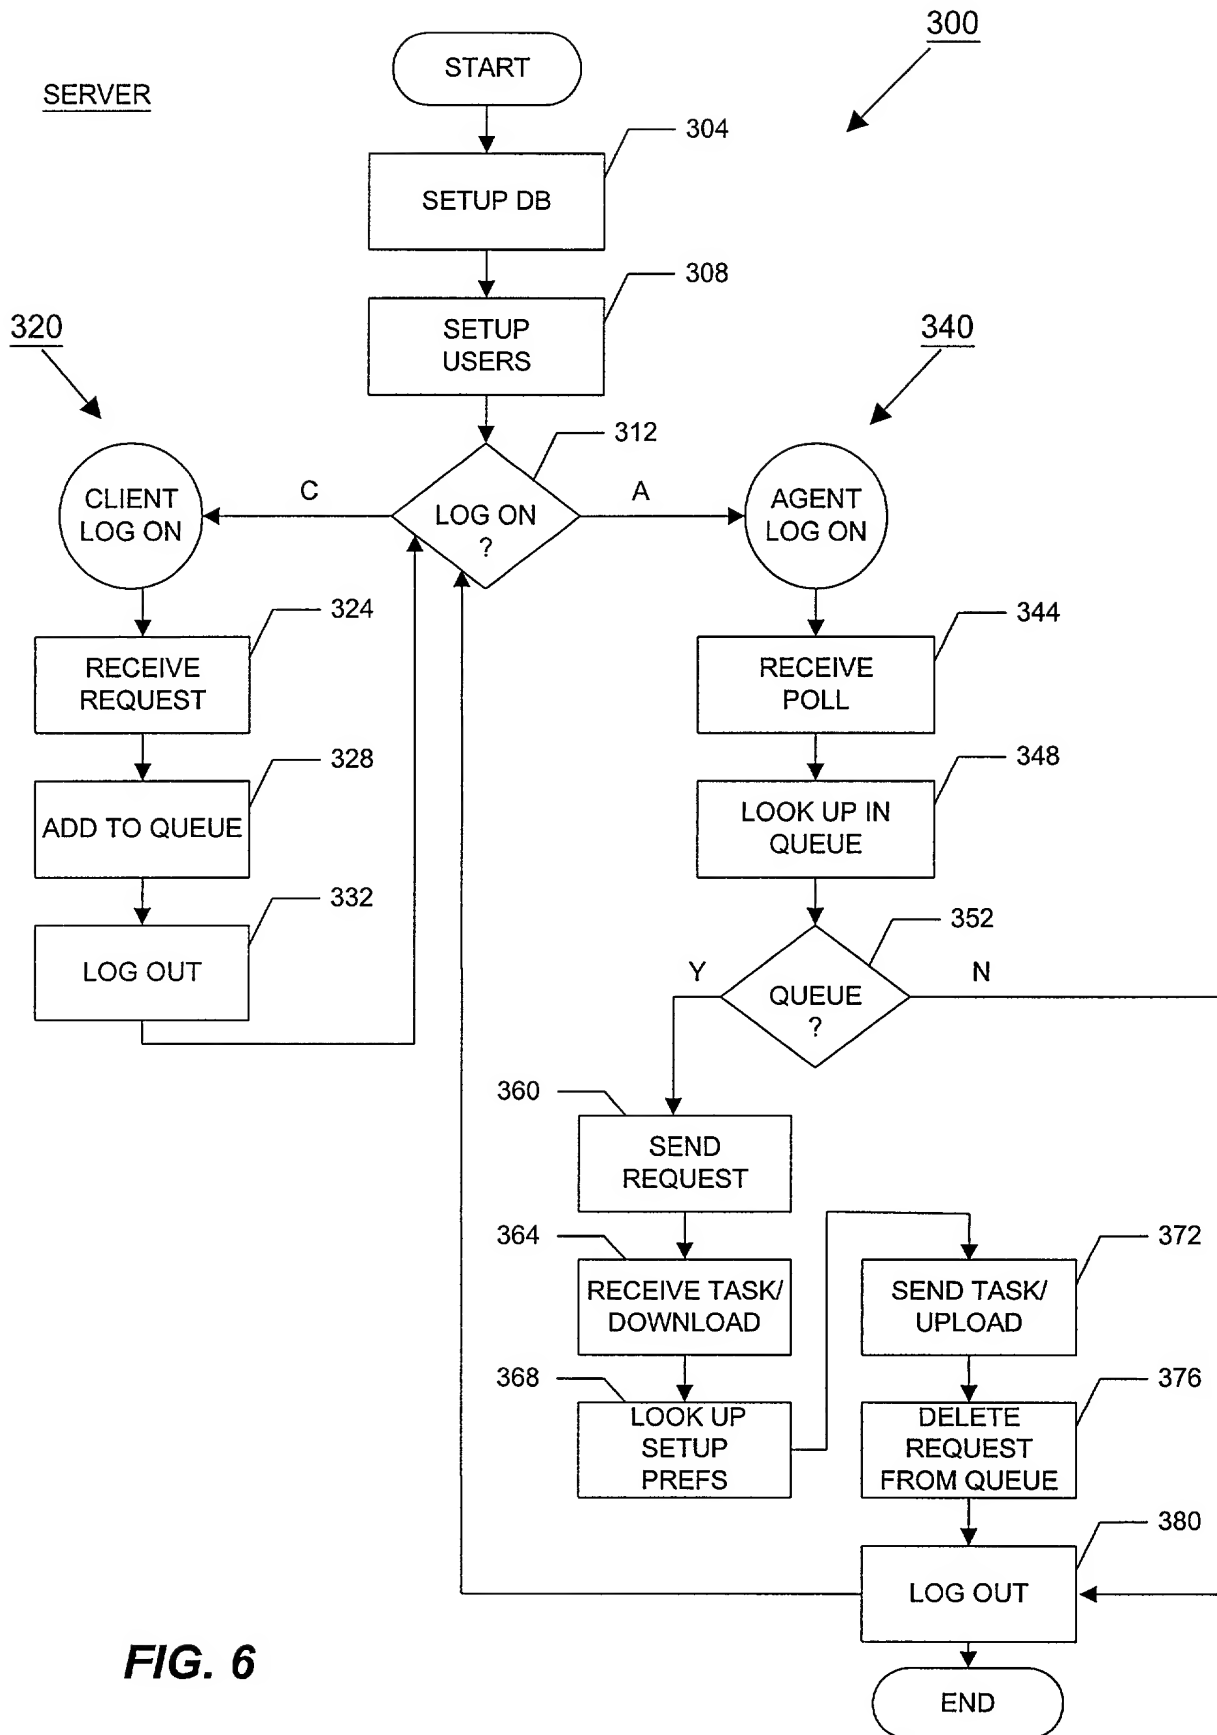 300
START
SERVER
304
SETUP DB
308
SETUP
USERS
320
340
312
CLIENT
LOG ON
C
LOG ON
?
A
AGENT
LOG ON
324
RECEIVE
REQUEST
344
RECEIVE
POLL
328
ADD TO QUEUE
348
LOOK UP IN
QUEUE
332
LOG OUT
352
Y
QUEUE
?
N
360
SEND
REQUEST
364
RECEIVE TASK/
DOWNLOAD
372
SEND TASK/
UPLOAD
368
LOOK UP
SETUP
PREFS
376
DELETE
REQUEST
FROM QUEUE
380
LOG OUT
FIG. 6
END